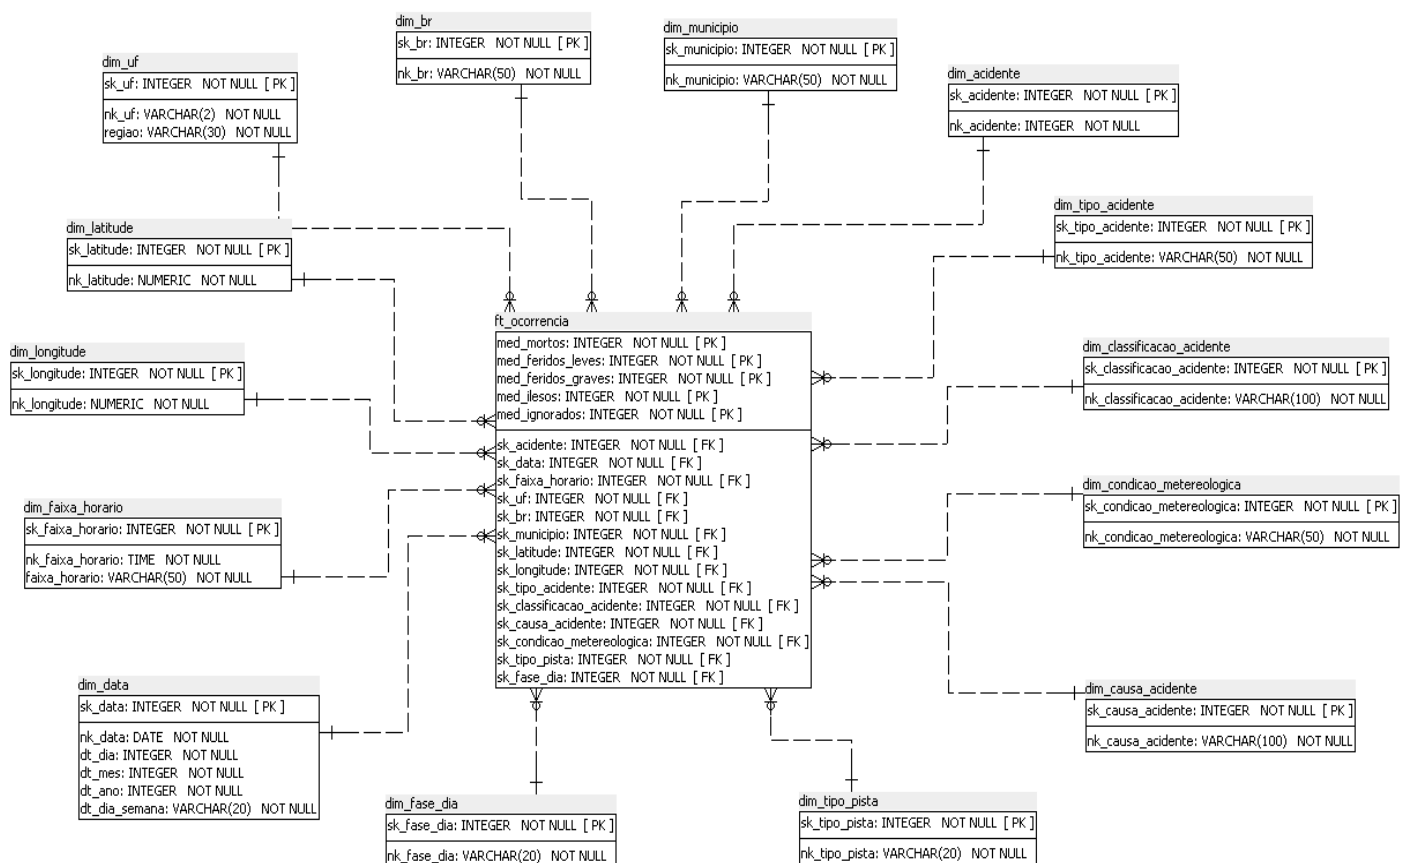 dim_br
sk_br: INTEGER NOT NULL [ PK ]
nk_br: VARCHAR(50) NOT NULL
dim_municipio
sk_municipio: INTEGER NOT NULL [ PK ]
nk_municipio: VARCHAR(50) NOT NULL
dim_uf
sk_uf: INTEGER NOT NULL [ PK ]
nk_uf: VARCHAR(2) NOT NULL
regiao: VARCHAR(30) NOT NULL
dim_acidente
sk_acidente: INTEGER NOT NULL [ PK ]
nk_acidente: INTEGER NOT NULL
dim_tipo_acidente
sk_tipo_acidente: INTEGER NOT NULL [ PK ]
nk_tipo_acidente: VARCHAR(50) NOT NULL
dim_latitude
sk_latitude: INTEGER NOT NULL [ PK ]
nk_latitude: NUMERIC NOT NULL
ft_ocorrencia
med_mortos: INTEGER NOT NULL [ PK ]
med_feridos_leves: INTEGER NOT NULL [ PK ]
med_feridos_graves: INTEGER NOT NULL [ PK ]
med_ilesos: INTEGER NOT NULL [ PK ]
med_ignorados: INTEGER NOT NULL [ PK ]
sk_acidente: INTEGER NOT NULL [ FK ]
sk_data: INTEGER NOT NULL [ FK ]
sk_faixa_horario: INTEGER NOT NULL [ FK ]
sk_uf: INTEGER NOT NULL [ FK ]
sk_br: INTEGER NOT NULL [ FK ]
sk_municipio: INTEGER NOT NULL [ FK ]
sk_latitude: INTEGER NOT NULL [ FK ]
sk_longitude: INTEGER NOT NULL [ FK ]
sk_tipo_acidente: INTEGER NOT NULL [ FK ]
sk_classificacao_acidente: INTEGER NOT NULL [ FK ]
sk_causa_acidente: INTEGER NOT NULL [ FK ]
sk_condicao_metereologica: INTEGER NOT NULL [ FK ]
sk_tipo_pista: INTEGER NOT NULL [ FK ]
sk_fase_dia: INTEGER NOT NULL [ FK ]
dim_longitude
sk_longitude: INTEGER NOT NULL [ PK ]
nk_longitude: NUMERIC NOT NULL
dim_classificacao_acidente
sk_classificacao_acidente: INTEGER NOT NULL [ PK ]
nk_classificacao_acidente: VARCHAR(100) NOT NULL
dim_faixa_horario
sk_faixa_horario: INTEGER NOT NULL [ PK ]
nk_faixa_horario: TIME NOT NULL
faixa_horario: VARCHAR(50) NOT NULL
dim_condicao_metereologica
sk_condicao_metereologica: INTEGER NOT NULL [ PK ]
nk_condicao_metereologica: VARCHAR(50) NOT NULL
dim_data
sk_data: INTEGER NOT NULL [ PK ]
nk_data: DATE NOT NULL
dt_dia: INTEGER NOT NULL
dt_mes: INTEGER NOT NULL
dt_ano: INTEGER NOT NULL
dt_dia_semana: VARCHAR(20) NOT NULL
dim_causa_acidente
sk_causa_acidente: INTEGER NOT NULL [ PK ]
nk_causa_acidente: VARCHAR(100) NOT NULL
dim_fase_dia
sk_fase_dia: INTEGER NOT NULL [ PK ]
nk_fase_dia: VARCHAR(20) NOT NULL
dim_tipo_pista
sk_tipo_pista: INTEGER NOT NULL [ PK ]
nk_tipo_pista: VARCHAR(20) NOT NULL